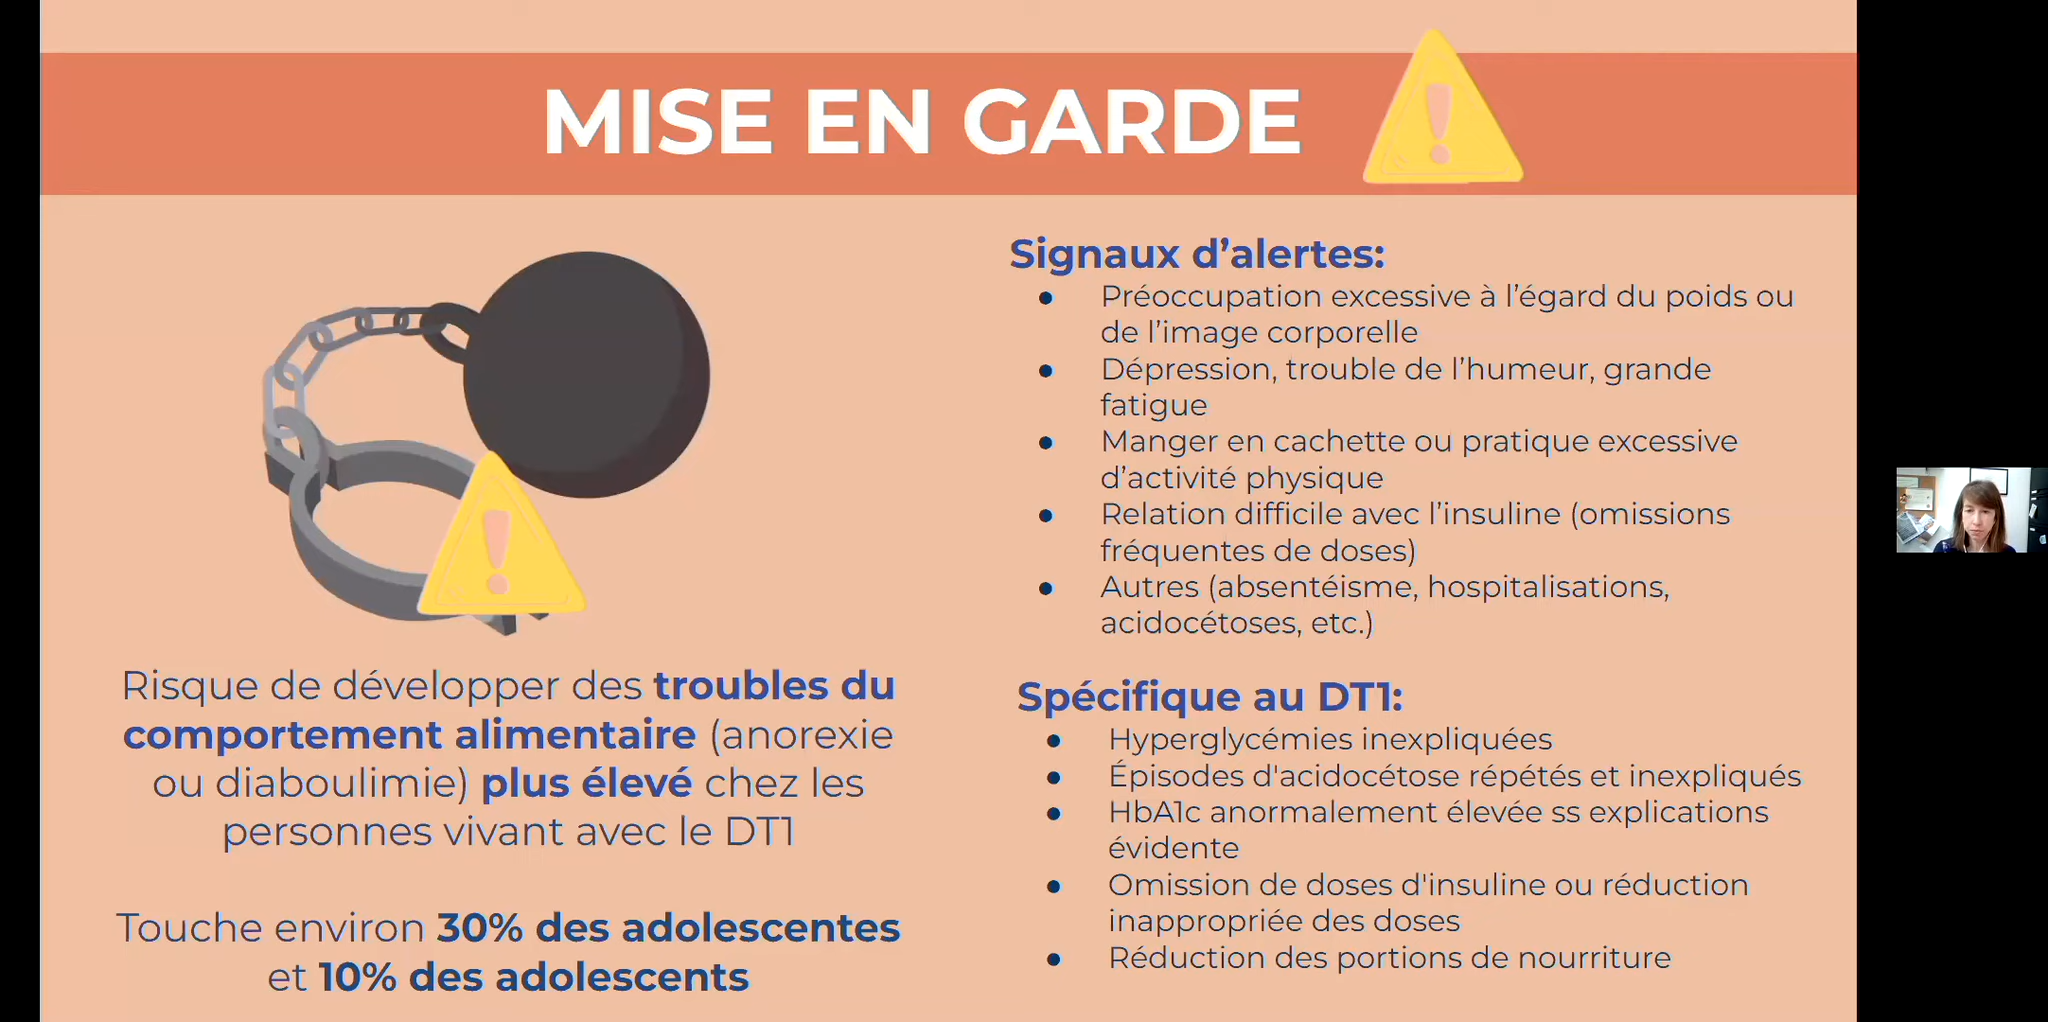 MISE EN GARDE
Risque de développer des troubles du
comportement alimentaire (anorexie
ou diaboulimie) plus élevé chez les
personnes vivant avec le DT1
Touche environ 30% des adolescentes
et 10% des adolescents
Signaux d’alertes:
● Préoccupation excessive à l’égard du poids ou
de l’image corporelle
● Dépression, trouble de l’humeur, grande
fatigue
● Manger en cachette ou pratique excessive
d’activité physique
● Relation difficile avec l’insuline (omissions
fréquentes de doses)
● Autres (absentéisme, hospitalisations,
acidocétoses, etc.)
Spécifique au DT1:
● Hyperglycémies inexpliquées
● Épisodes d'acidocétose répétés et inexpliqués
● HbA1c anormalement élevée ss explications
évidente
● Omission de doses d'insuline ou réduction
inappropriée des doses
● Réduction des portions de nourriture